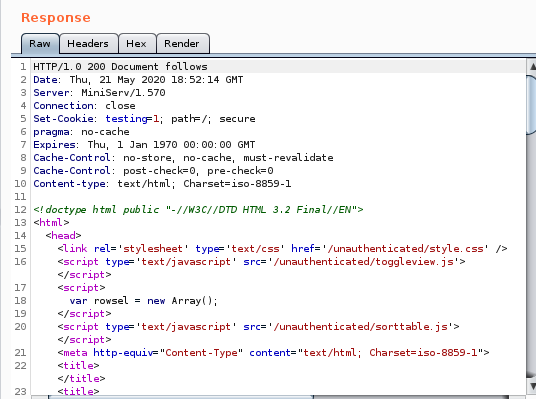 Response
Raw Headers Hex Render
1 HTTP/1.0 200 Document follows
2 Date: Thu, 21 May 2020 18:52:14 GMT
3 Server: MiniServ/1.570
4 Connection: close
5 Set-Cookie: testing=1; path=/; secure
6 pragma: no-cache
7 Expires: Thu, 1 Jan 1970 00:00:00 GMT
8 Cache-Control: no-store, no-cache, must-revalidate
9 Cache-Control: post-check=0, pre-check=0
10 Content-type: text/html; Charset=iso-8859-1
11
12 <!doctype html public "-//W3C//DTD HTML 3.2 Final//EN">
13 <html>
14 <head>
15 <link rel='stylesheet' type='text/css' href='/unauthenticated/style.css' />
16 <script type='text/javascript' src='/unauthenticated/toggleview.js'>
</script>
17 <script>
18 var rowsel = new Array();
19 </script>
20 <script type='text/javascript' src='/unauthenticated/sorttable.js'>
</script>
21 <meta http-equiv="Content-Type" content="text/html; Charset=iso-8859-1">
22 <title>
</title>
23 <title>